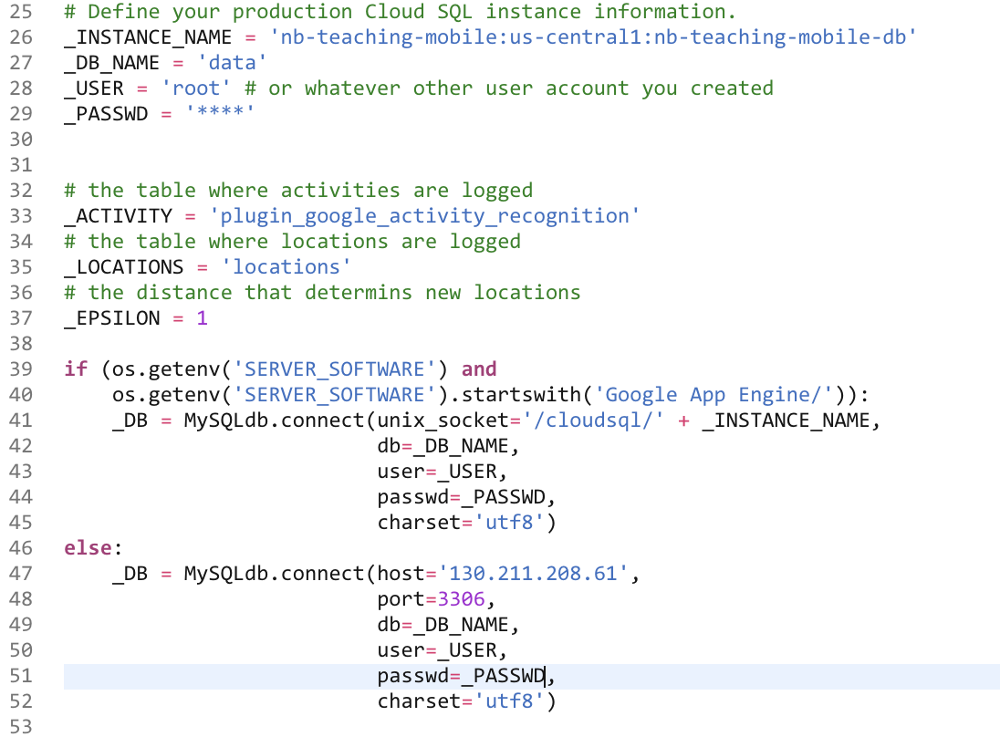 25 # Define your production Cloud SQL instance information.
26 _INSTANCE_NAME = 'nb-teaching-mobile:us-central1:nb-teaching-mobile-db'
27 _DB_NAME = 'data'
28 _USER = 'root' # or whatever other user account you created
29 _PASSWD = '****'
30
31
32 # the table where activities are logged
33 _ACTIVITY = 'plugin_google_activity_recognition'
34 # the table where locations are logged
35 _LOCATIONS = 'locations'
36 # the distance that determins new locations
37 _EPSILON = 1
38
39 if (os.getenv('SERVER_SOFTWARE') and
40     os.getenv('SERVER_SOFTWARE').startswith('Google App Engine/')):
41     _DB = MySQLdb.connect(unix_socket='/cloudsql/' + _INSTANCE_NAME,
42                           db=_DB_NAME,
43                           user=_USER,
44                           passwd=_PASSWD,
45                           charset='utf8')
46 else:
47     _DB = MySQLdb.connect(host='130.211.208.61',
48                           port=3306,
49                           db=_DB_NAME,
50                           user=_USER,
51                           passwd=_PASSWD,
52                           charset='utf8')
53